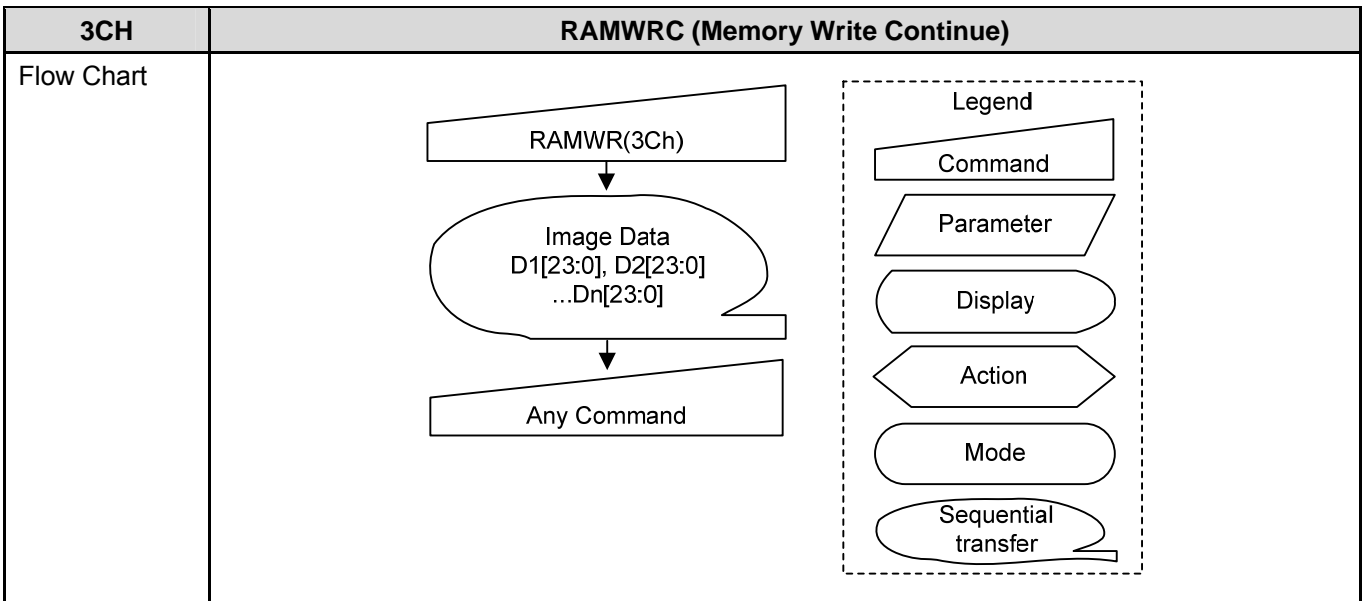 3CH
RAMWRC (Memory Write Continue)
Flow Chart
RAMWR(3Ch)
Image Data
D1[23:0], D2[23:0]
...Dn[23:0]
Any Command
Legend
Command
Parameter
Display
Action
Mode
Sequential
transfer